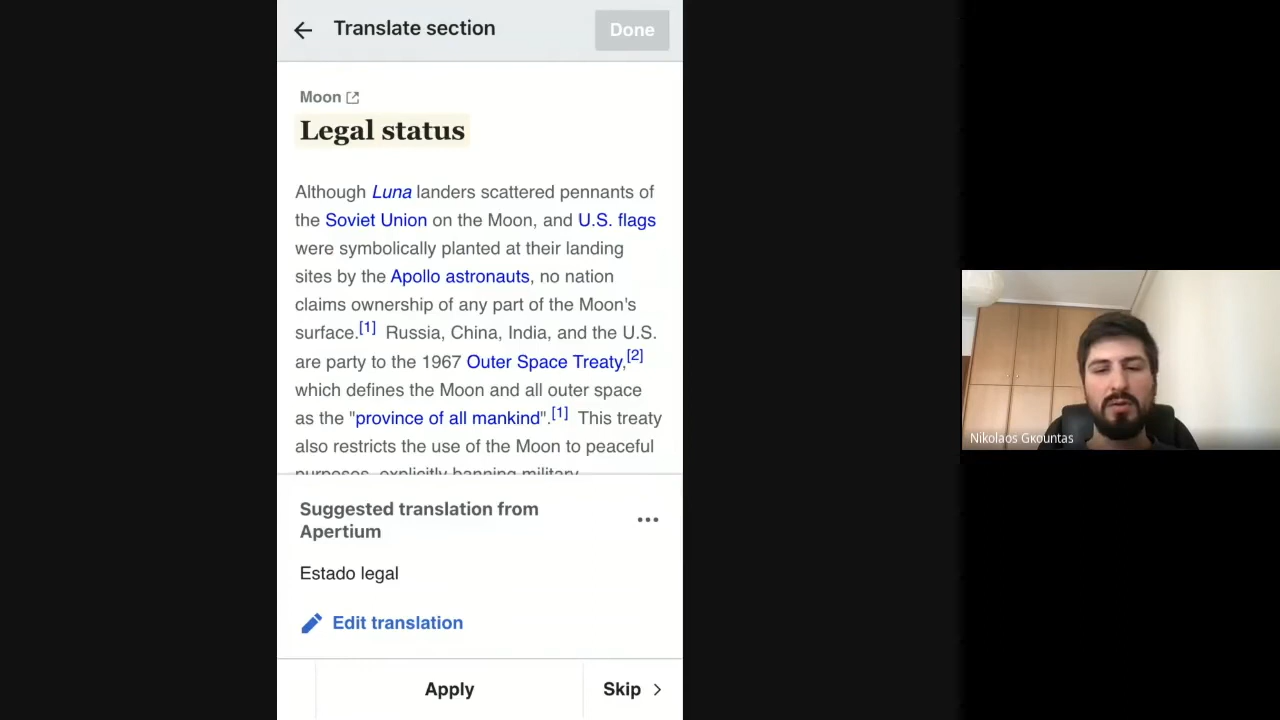 Translate section
Done
Moon
Legal status
Although Luna landers scattered pennants of
the Soviet Union on the Moon, and U.S. flags
were symbolically planted at their landing
sites by the Apollo astronauts, no nation
claims ownership of any part of the Moon's
surface.[1] Russia, China, India, and the U.S.
are party to the 1967 Outer Space Treaty,[2]
which defines the Moon and all outer space
as the "province of all mankind".[1] This treaty
also restricts the use of the Moon to peaceful
purposes, explicitly banning military
Suggested translation from
Apertium
Estado legal
Edit translation
Apply
Skip
Nikolaos Gkountas